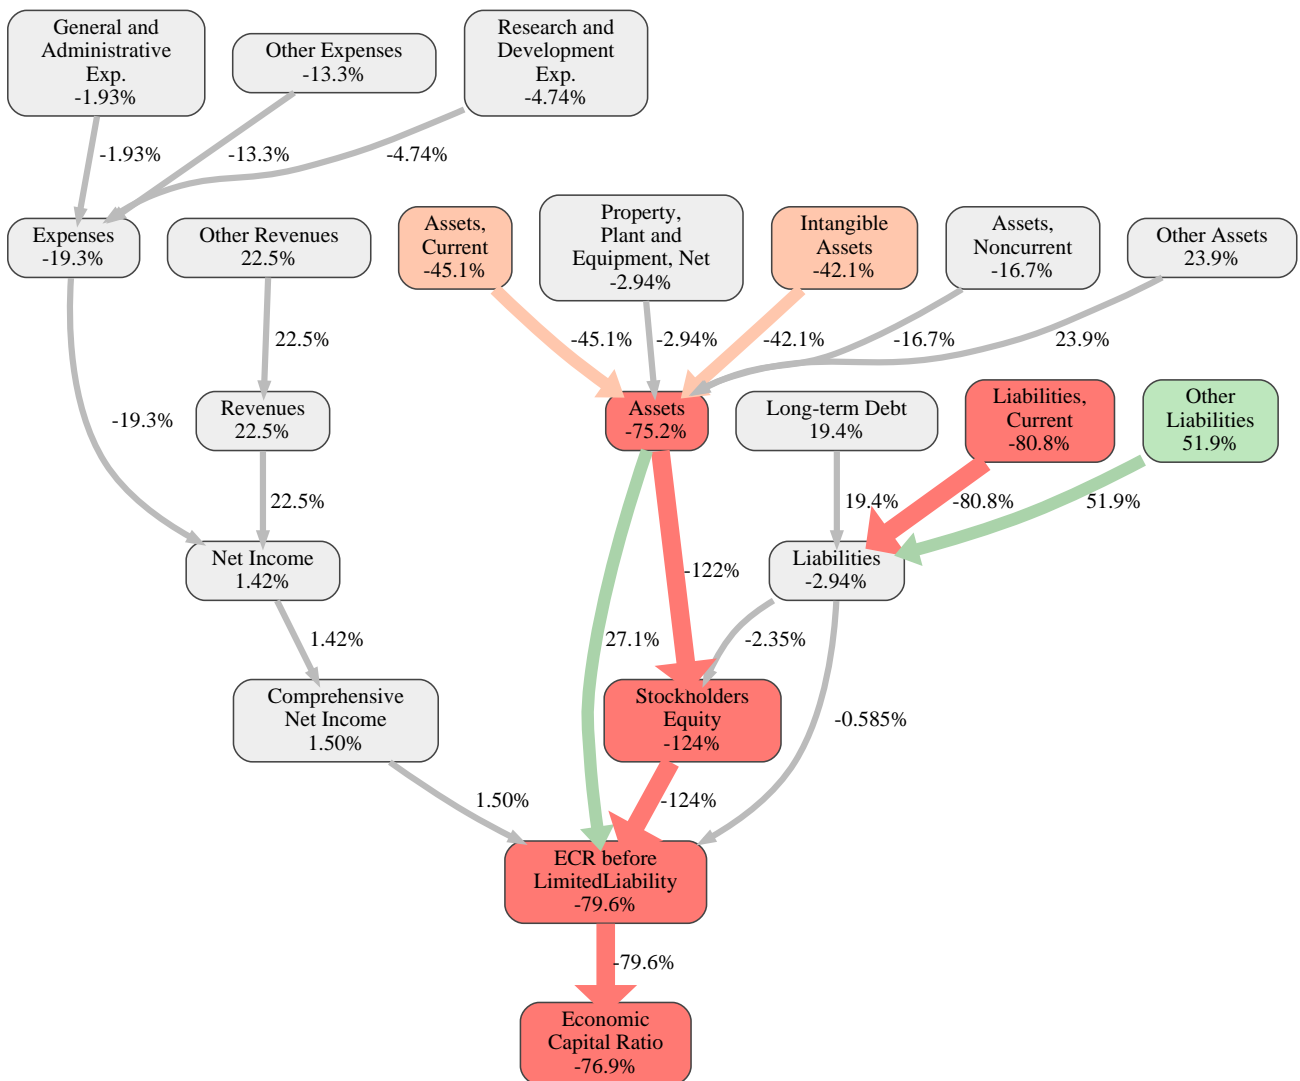 General and
Administrative
Exp.
-1.93%
Other Expenses
-13.3%
Research and
Development
Exp.
-4.74%
-1.93%
-13.3%
-4.74%
Expenses
-19.3%
Other Revenues
22.5%
Assets,
Current
-45.1%
Property,
Plant and
Equipment, Net
-2.94%
Intangible
Assets
-42.1%
Assets,
Noncurrent
-16.7%
Other Assets
23.9%
22.5%
-45.1%
-2.94%
-42.1%
-16.7%
23.9%
-19.3%
Revenues
22.5%
Assets
-75.2%
Long-term Debt
19.4%
Liabilities,
Current
-80.8%
Other
Liabilities
51.9%
22.5%
19.4%
-80.8%
51.9%
Net Income
1.42%
-122%
Liabilities
-2.94%
1.42%
27.1%
-2.35%
Comprehensive
Net Income
1.50%
Stockholders
Equity
-124%
-0.585%
1.50%
-124%
ECR before
LimitedLiability
-79.6%
-79.6%
Economic
Capital Ratio
-76.9%